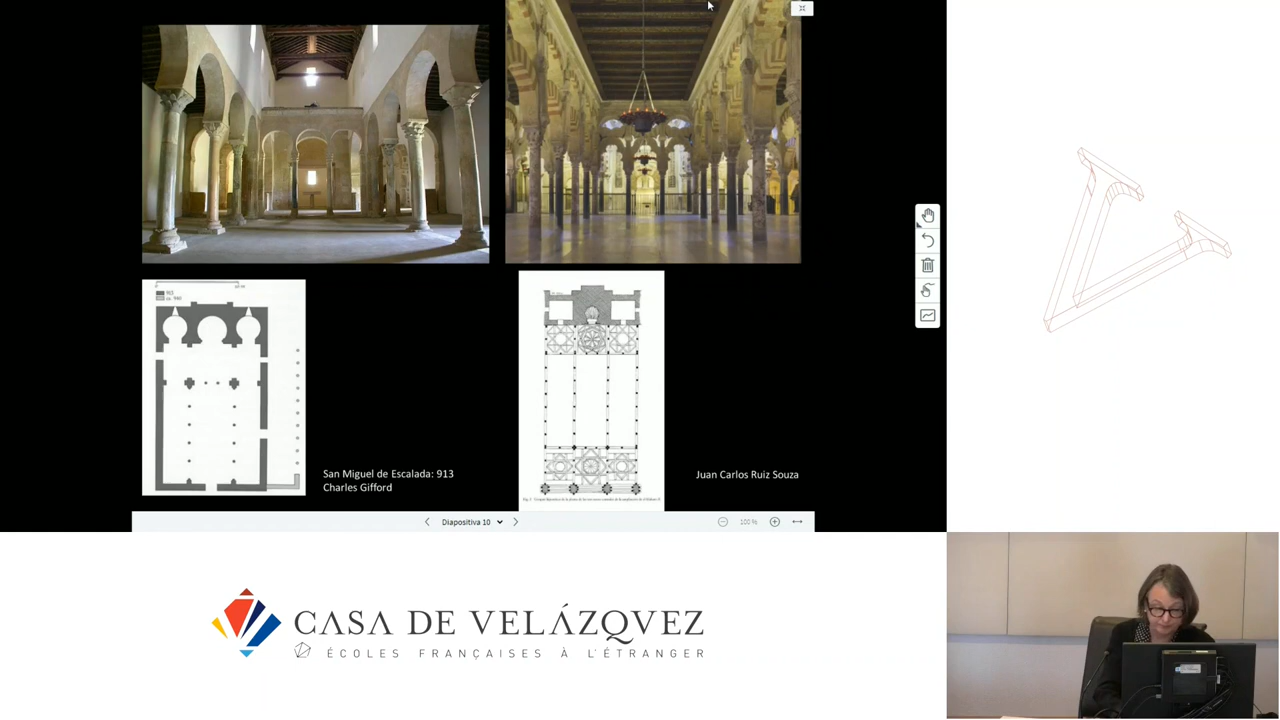 913
San Miguel de Escalada: 913
Charles Gifford
Juan Carlos Ruiz Souza
Diapositiva 10
100 %
CASA DE VELÁZQVEZ
ÉCOLES FRANÇAISES À L'ÉTRANGER